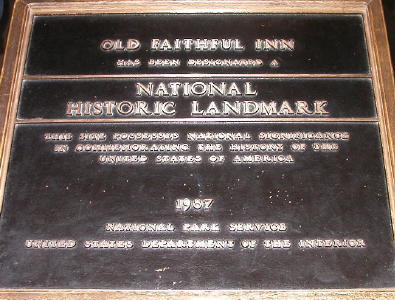 OLD FAITHFUL INN
HAS BEEN DESIGNATED A
NATIONAL
HISTORIC LANDMARK
THIS SITE POSSESSES NATIONAL SIGNIFICANCE
IN COMMEMORATING THE HISTORY OF THE
UNITED STATES OF AMERICA
1987
NATIONAL PARK SERVICE
UNITED STATES DEPARTMENT OF THE INTERIOR